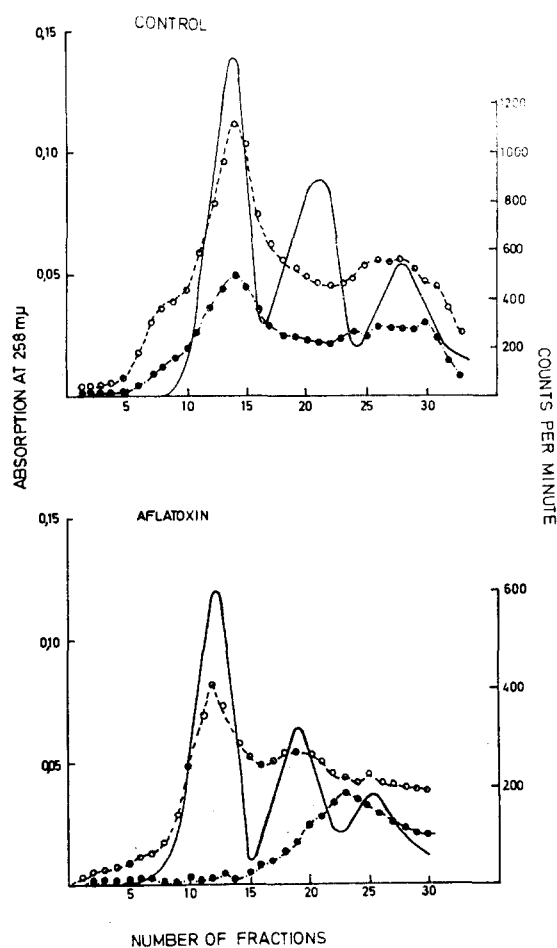 CONTROL
0,15
0,10
0,05
1200
1000
800
600
400
200
5 10 15 20 25 30
ABSORPTION AT 258 mµ
COUNTS PER MINUTE
AFLATOXIN
0,15
0,10
0,05
600
400
200
5 10 15 20 25 30
NUMBER OF FRACTIONS